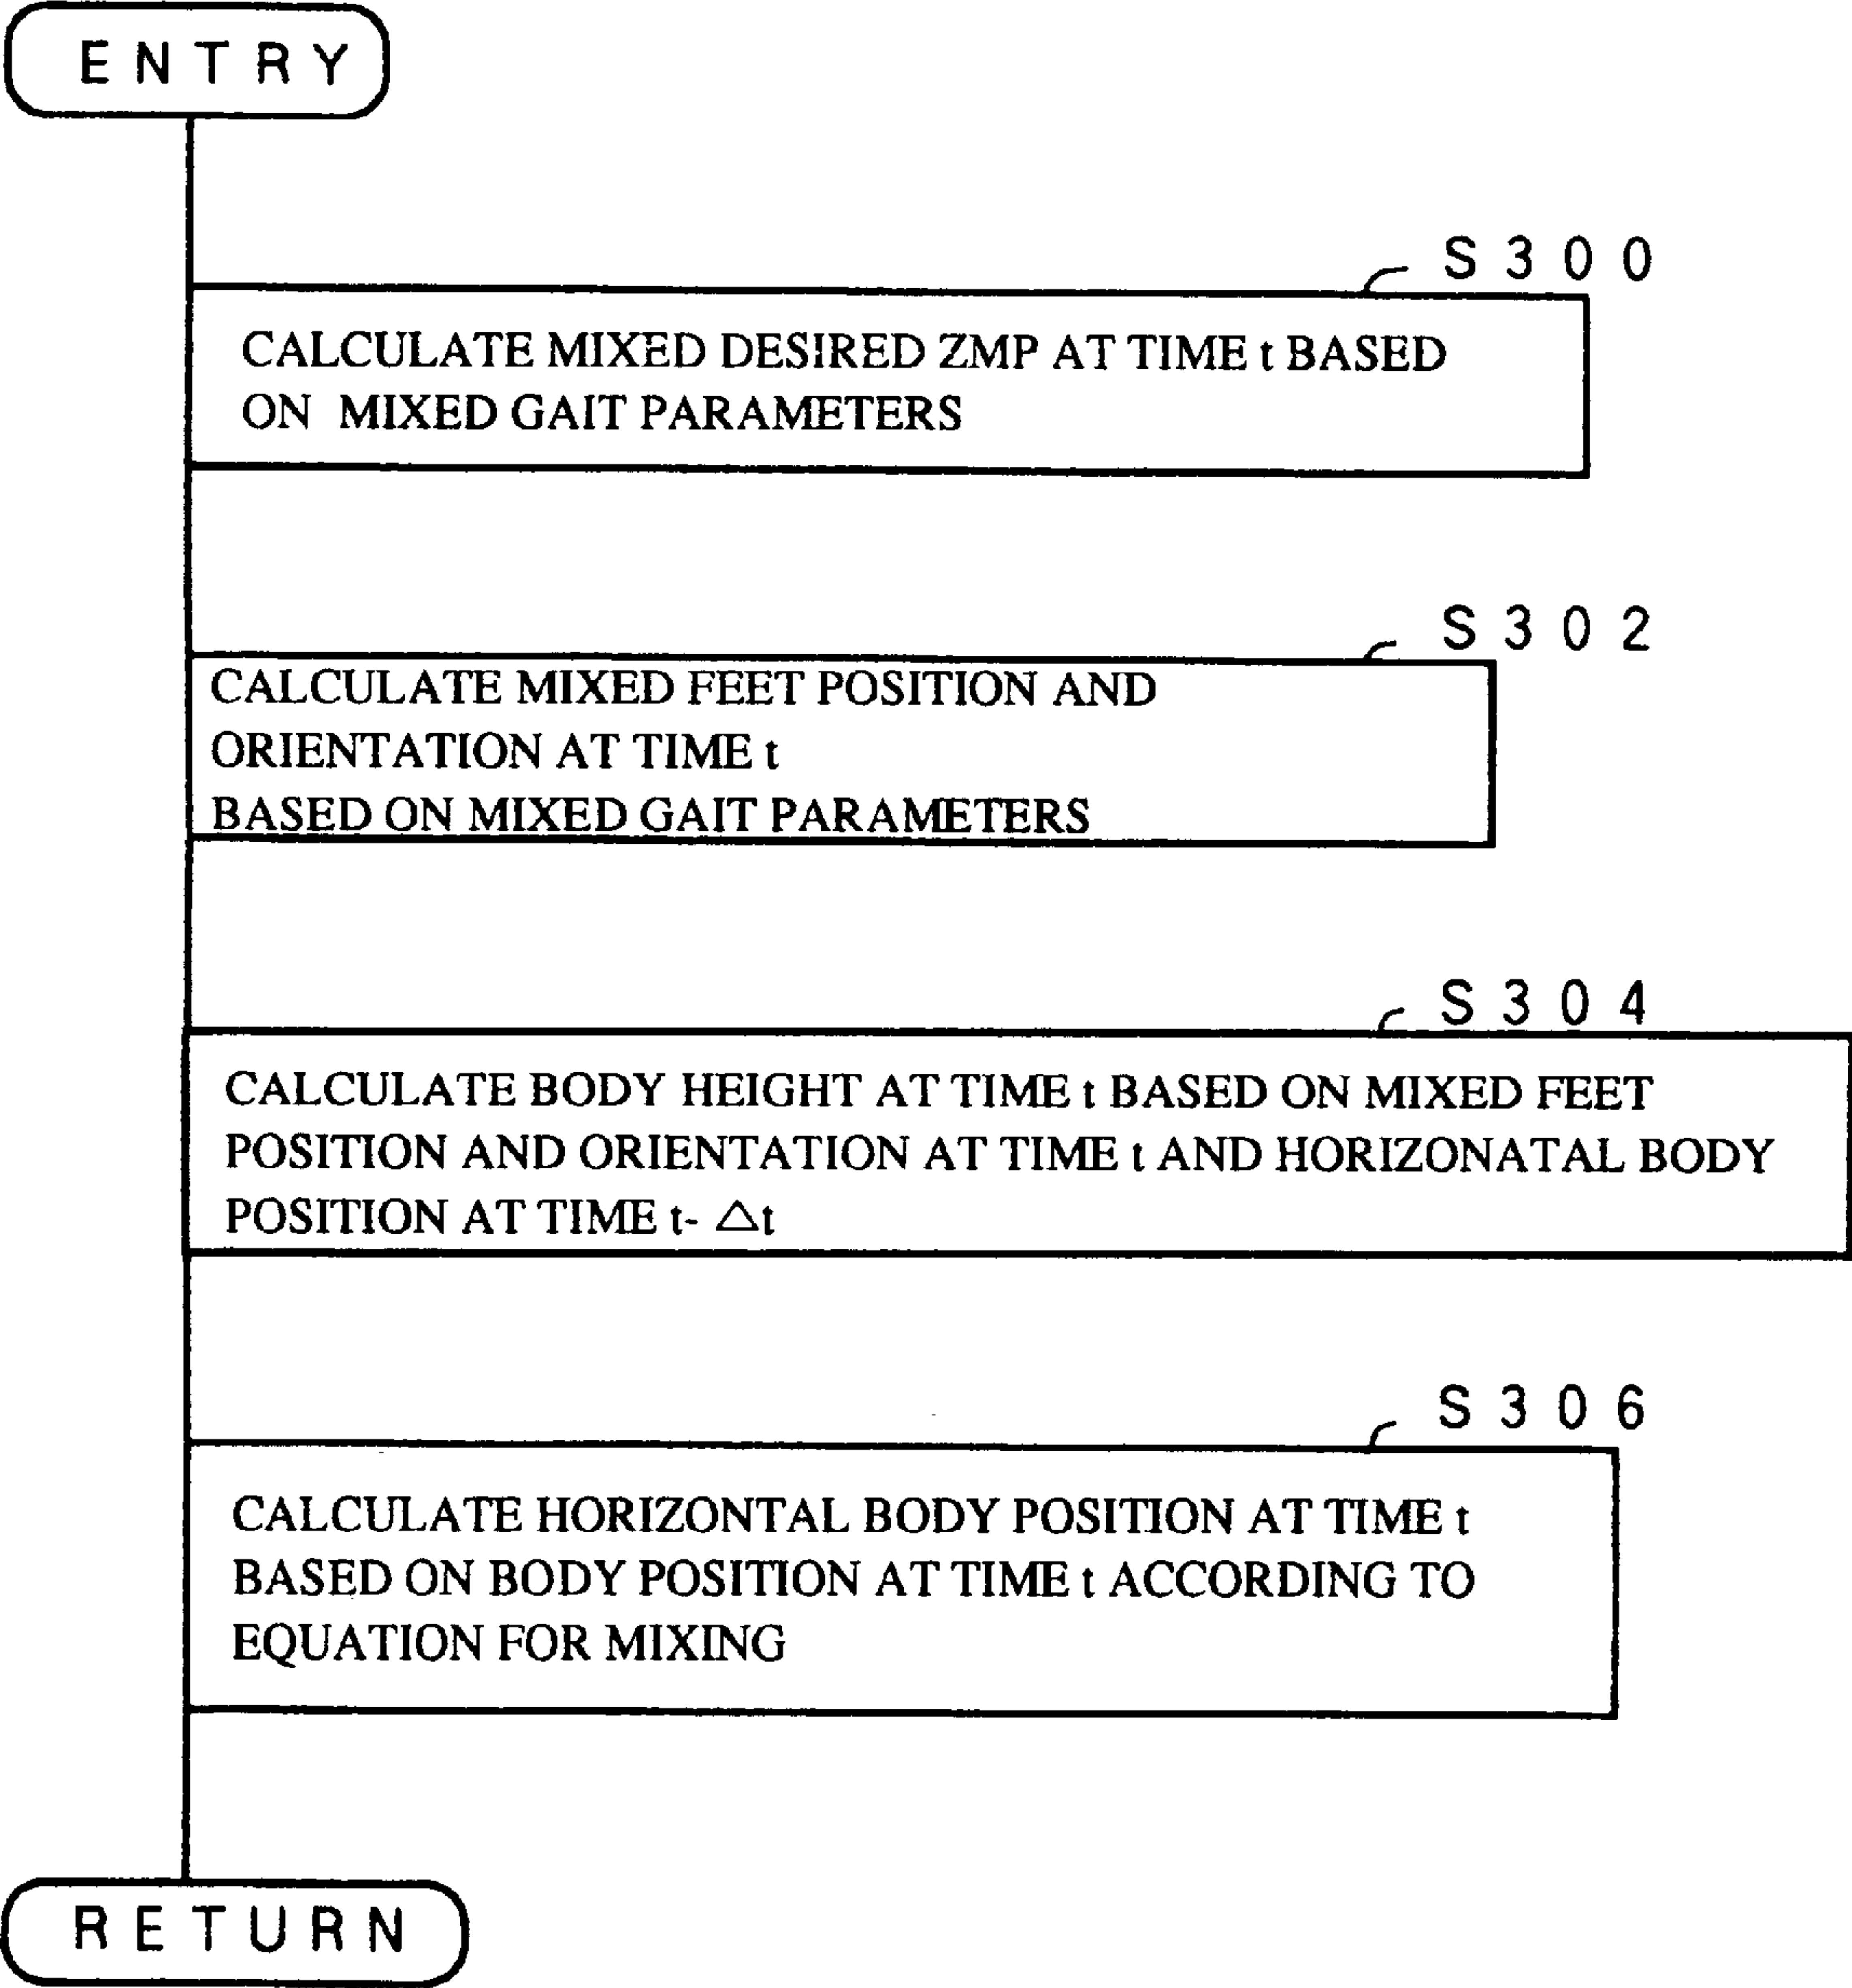 ENTRY
S300
CALCULATE MIXED DESIRED ZMP AT TIME t BASED
ON MIXED GAIT PARAMETERS
S302
CALCULATE MIXED FEET POSITION AND
ORIENTATION AT TIME t
BASED ON MIXED GAIT PARAMETERS
S304
CALCULATE BODY HEIGHT AT TIME t BASED ON MIXED FEET
POSITION AND ORIENTATION AT TIME t AND HORIZONATAL BODY
POSITION AT TIME t- △t
S306
CALCULATE HORIZONTAL BODY POSITION AT TIME t
BASED ON BODY POSITION AT TIME t ACCORDING TO
EQUATION FOR MIXING
RETURN